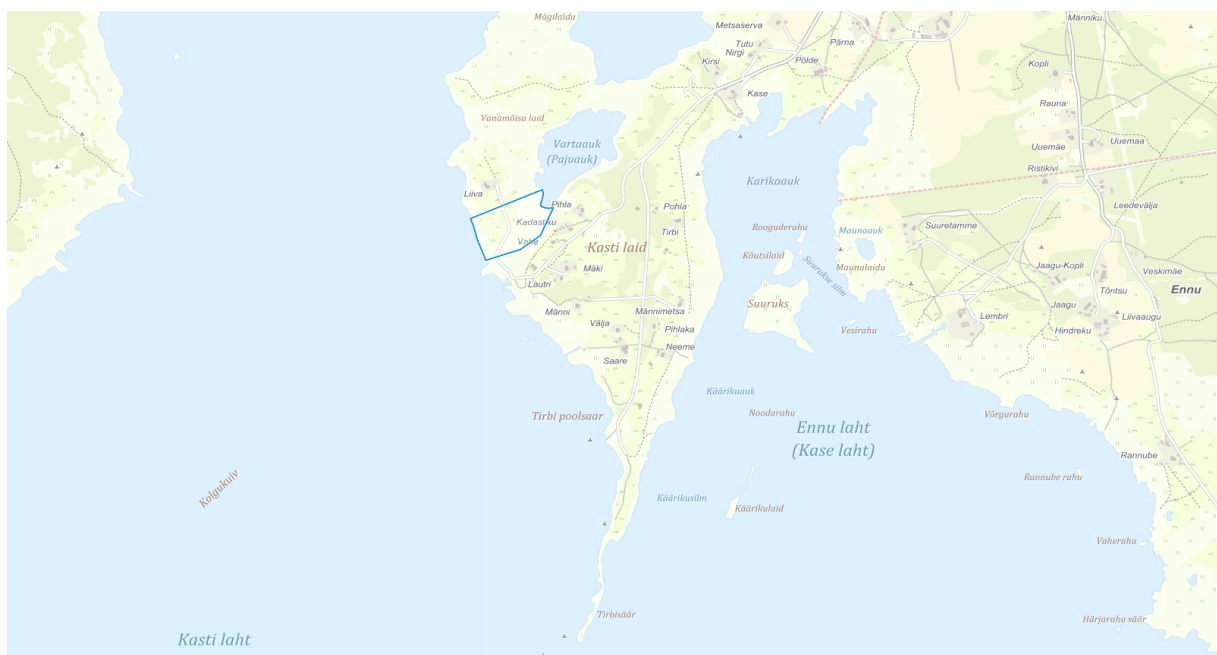 Mägilaidu
Metsaserva
Männiku
Tutu
Nirgi
Pärna
Kirsi
Põlde
Kopli
Kase
Rauna
Vanamõisa laid
Vartaauk
(Pajuauk)
Uuemäe
Uuemaa
Ristikivi
Karikaauk
Liiva
Pihla
Pohla
Leedevälja
Kadastiku
Rooguderahu
Suuretamme
Maunaauk
Tirbi
Vake
Kasti laid
Kõutsilaid
Suurukse silm
Maunalaidu
Jaagu-Kopli
Veskimäe
Mäki
Lautri
Töntsu
Ennu
Suuruks
Jaagu
Männi
Männimetsa
Lembri
Liivaaugu
Välja
Pihlaka
Vesirahu
Hindreku
Neeme
Saare
Käärikuauk
Tirbi poolsaar
Noodarahu
Võrgurahu
Ennu laht
(Kase laht)
Rannube
Kolgukuiv
Rannube rahu
Käärikusilm
Käärikulaid
Vaherahu
Tirbisäär
Härjarahu säär
Kasti laht